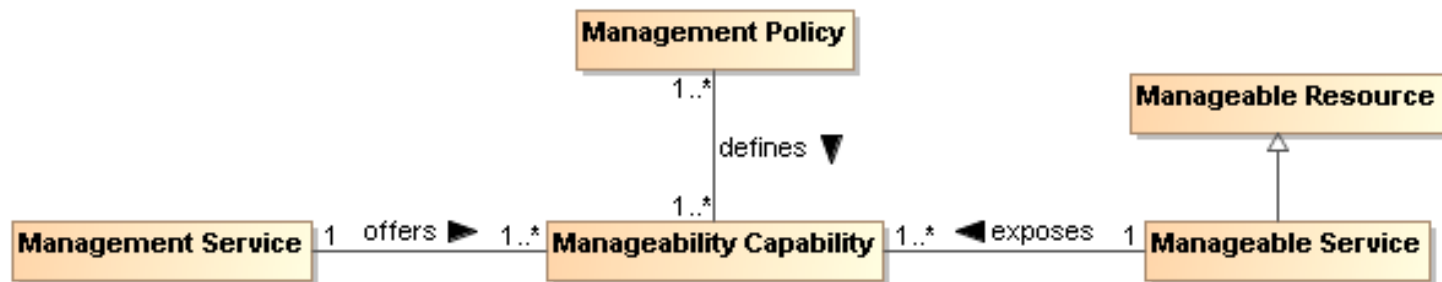 Management Policy
1..*
Manageable Resource
defines
1..*
Management Service 1 offers 1..* Manageability Capability 1..* exposes 1 Manageable Service